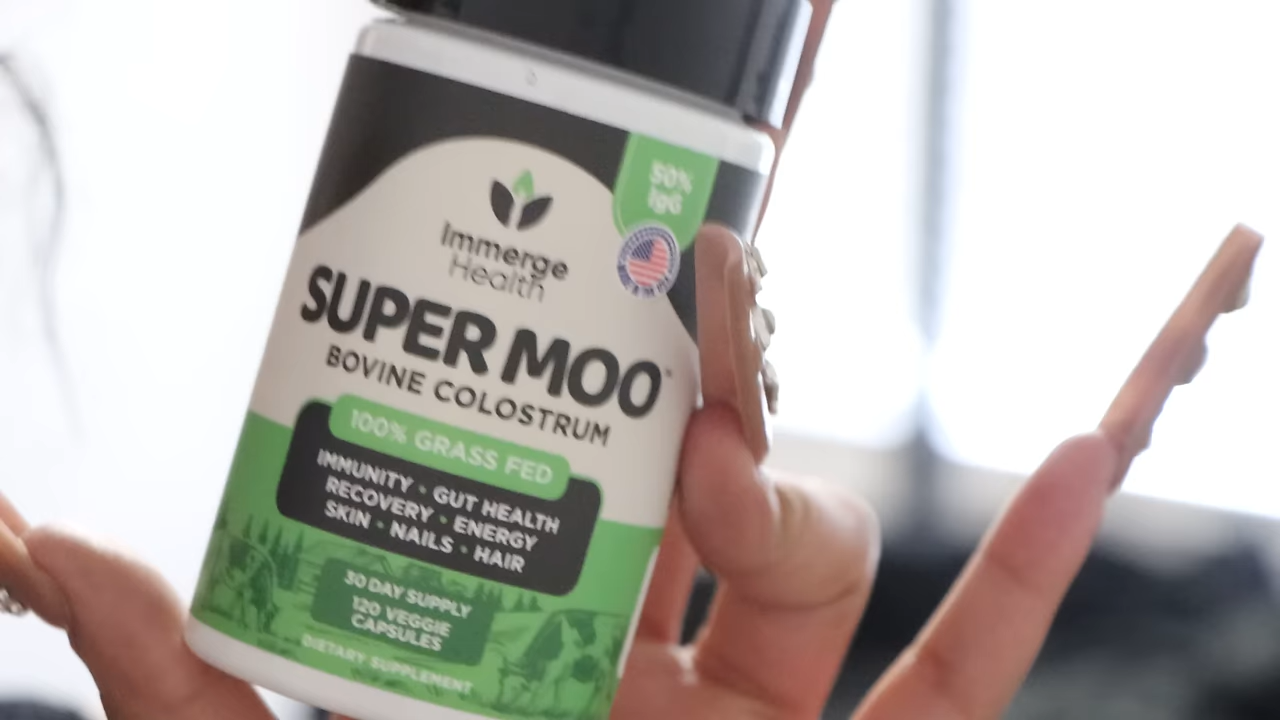 Immerge
Health
50%
IgG
SUPER MOO
BOVINE COLOSTRUM
100% GRASS FED
IMMUNITY • GUT HEALTH
RECOVERY • ENERGY
SKIN • NAILS • HAIR
30 DAY SUPPLY
120 VEGGIE
CAPSULES
DIETARY SUPPLEMENT